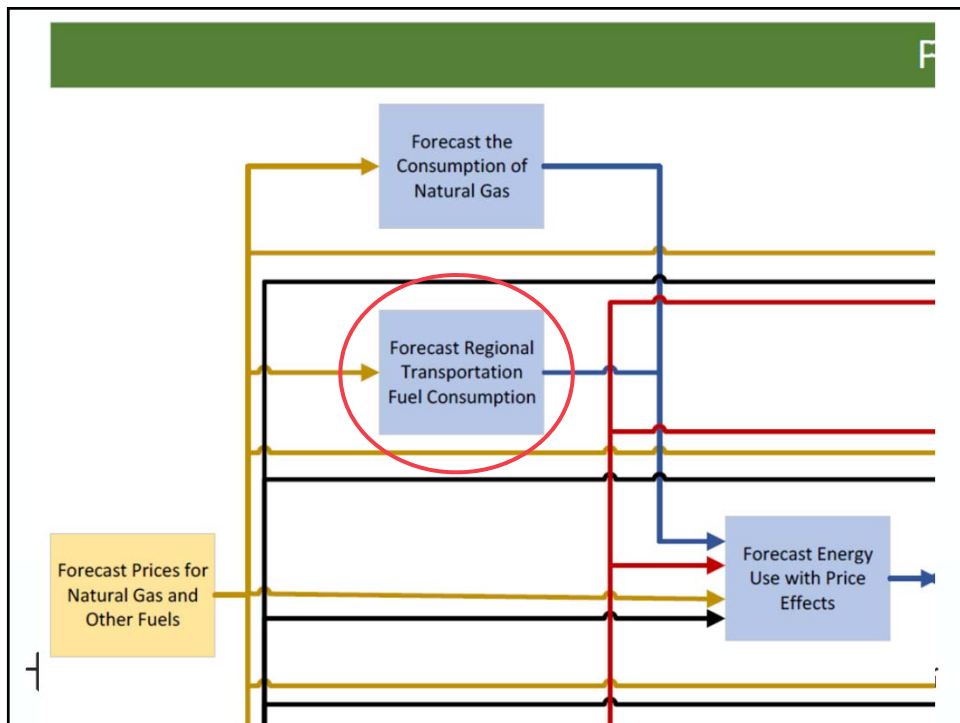 Forecast the
Consumption of
Natural Gas
Forecast Regional
Transportation
Fuel Consumption
Forecast Prices for
Natural Gas and
Other Fuels
Forecast Energy
Use with Price
Effects